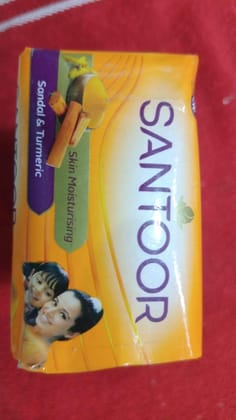 SANTOOR
Skin Moisturising
Sandal & Turmeric